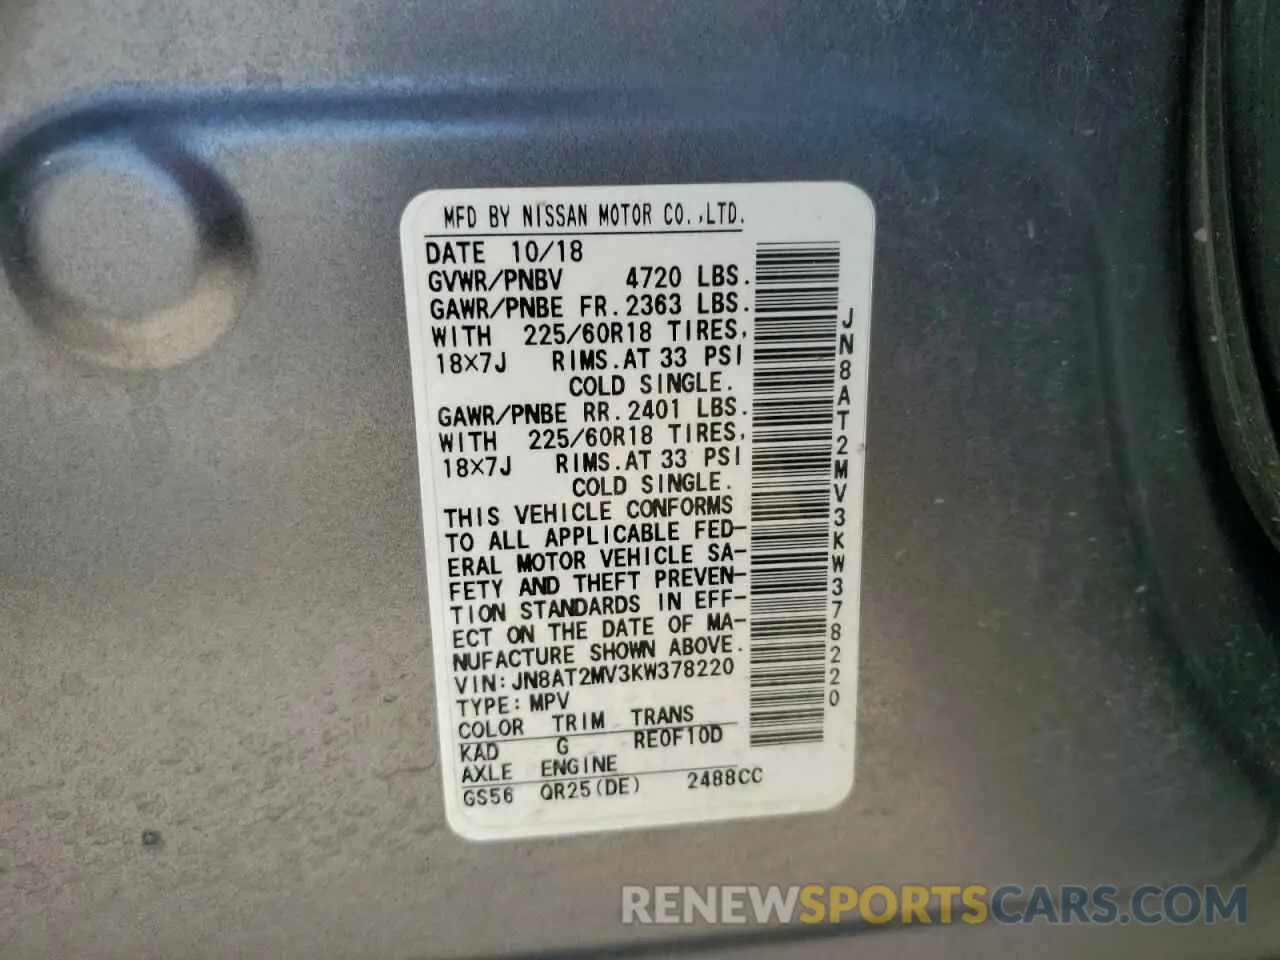 MFD BY NISSAN MOTOR CO.,LTD.
DATE 10/18
GVWR/PNBV 4720 LBS.
GAWR/PNBE FR. 2363 LBS.
WITH 225/60R18 TIRES,
18X7J RIMS. AT 33 PSI
COLD SINGLE.
GAWR/PNBE RR. 2401 LBS.
WITH 225/60R18 TIRES,
18X7J RIMS. AT 33 PSI
COLD SINGLE.
THIS VEHICLE CONFORMS
TO ALL APPLICABLE FED-
ERAL MOTOR VEHICLE SA-
FETY AND THEFT PREVEN-
TION STANDARDS IN EFF-
ECT ON THE DATE OF MA-
NUFACTURE SHOWN ABOVE.
VIN: JN8AT2MV3KW378220
TYPE: MPV
COLOR TRIM TRANS
KAD G RE0F10D
AXLE ENGINE
GS56 QR25(DE) 2488CC
JN8AT2MV3KW378220
RENEWSPORTSCARS.COM